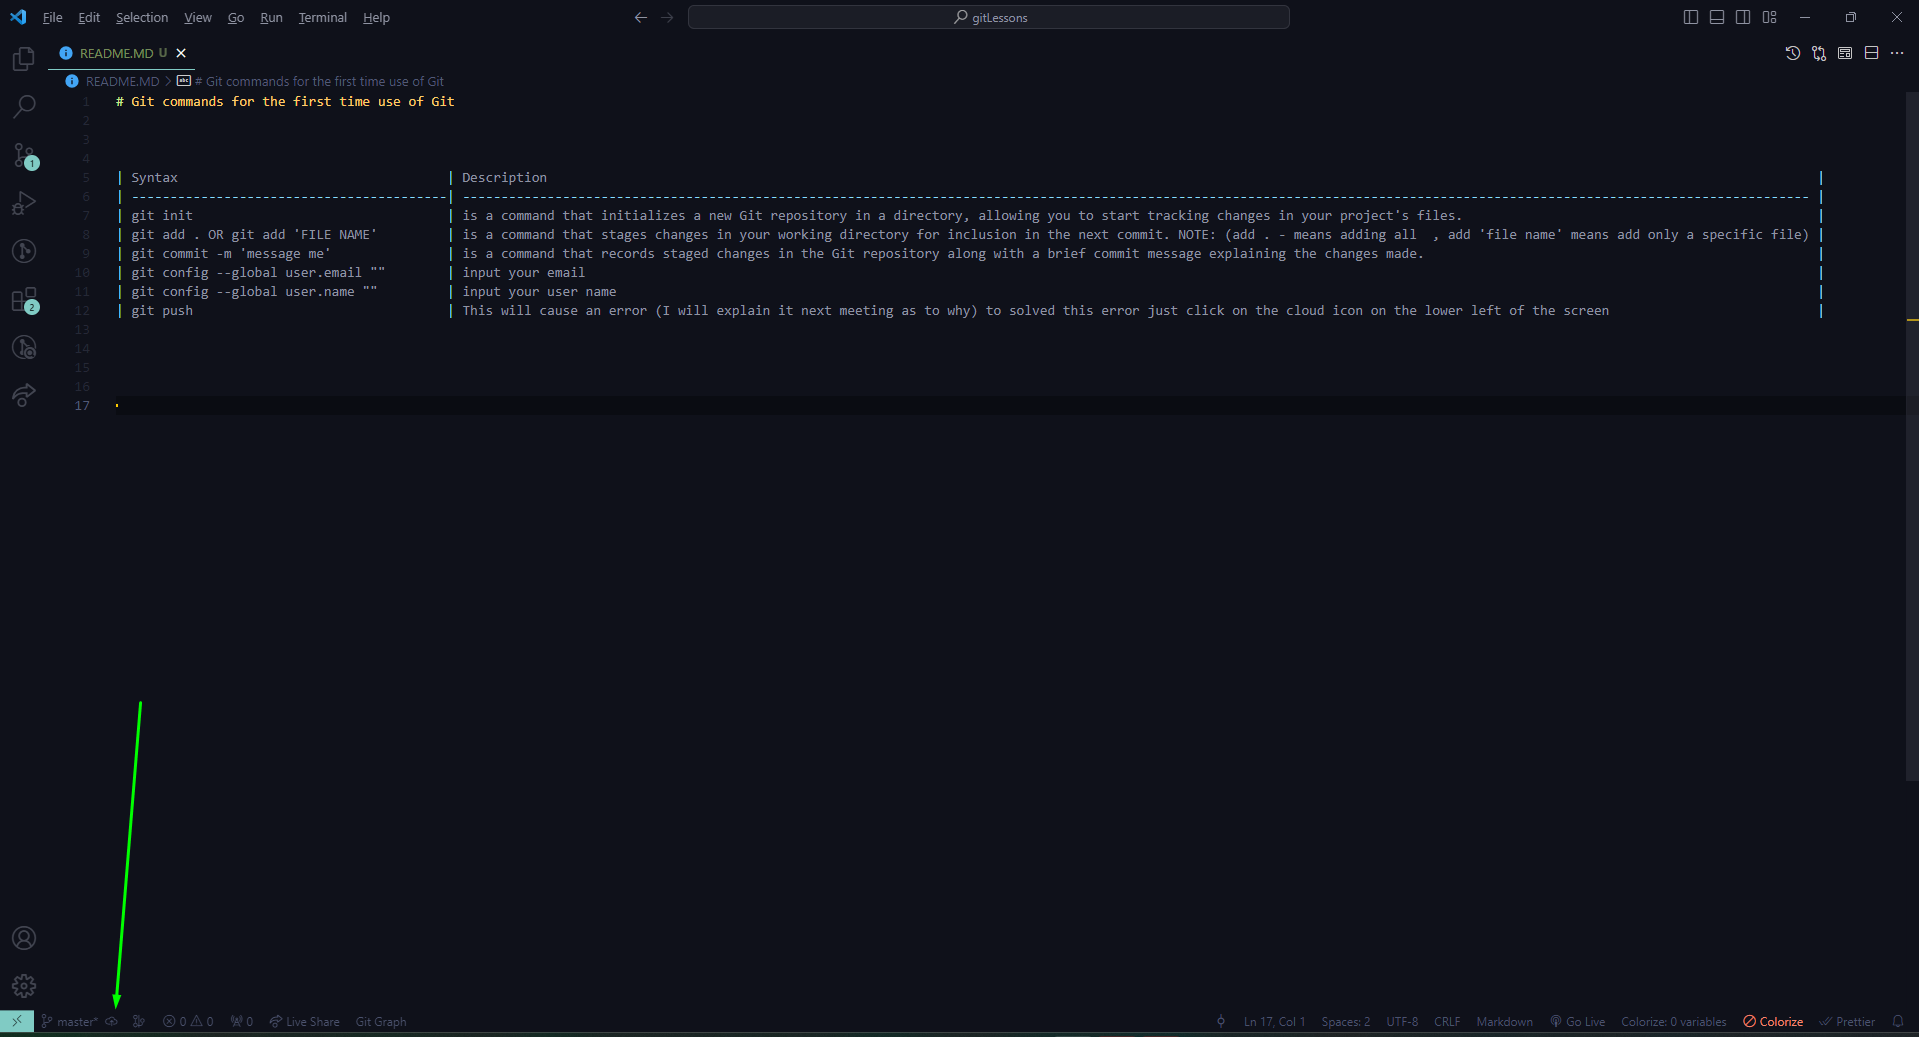 File Edit Selection View Go Run Terminal Help
gitLessons
README.MD U
README.MD > # Git commands for the first time use of Git
1 # Git commands for the first time use of Git
2
3
4
5 | Syntax | Description |
6 | -----------------------------------------| ------------------------------------------------------------------------------------------------------------------------------------------------------------------------------- |
7 | git init | is a command that initializes a new Git repository in a directory, allowing you to start tracking changes in your project's files. |
8 | git add . OR git add 'FILE NAME' | is a command that stages changes in your working directory for inclusion in the next commit. NOTE: (add . - means adding all  , add 'file name' means add only a specific file) |
9 | git commit -m 'message me' | is a command that records staged changes in the Git repository along with a brief commit message explaining the changes made. |
10 | git config --global user.email "" | input your email |
11 | git config --global user.name "" | input your user name |
12 | git push | This will cause an error (I will explain it next meeting as to why) to solved this error just click on the cloud icon on the lower left of the screen |
13
14
15
16
17
1
2
master* 0 0 0 Live Share Git Graph Ln 17, Col 1 Spaces: 2 UTF-8 CRLF Markdown Go Live Colorize: 0 variables Colorize Prettier